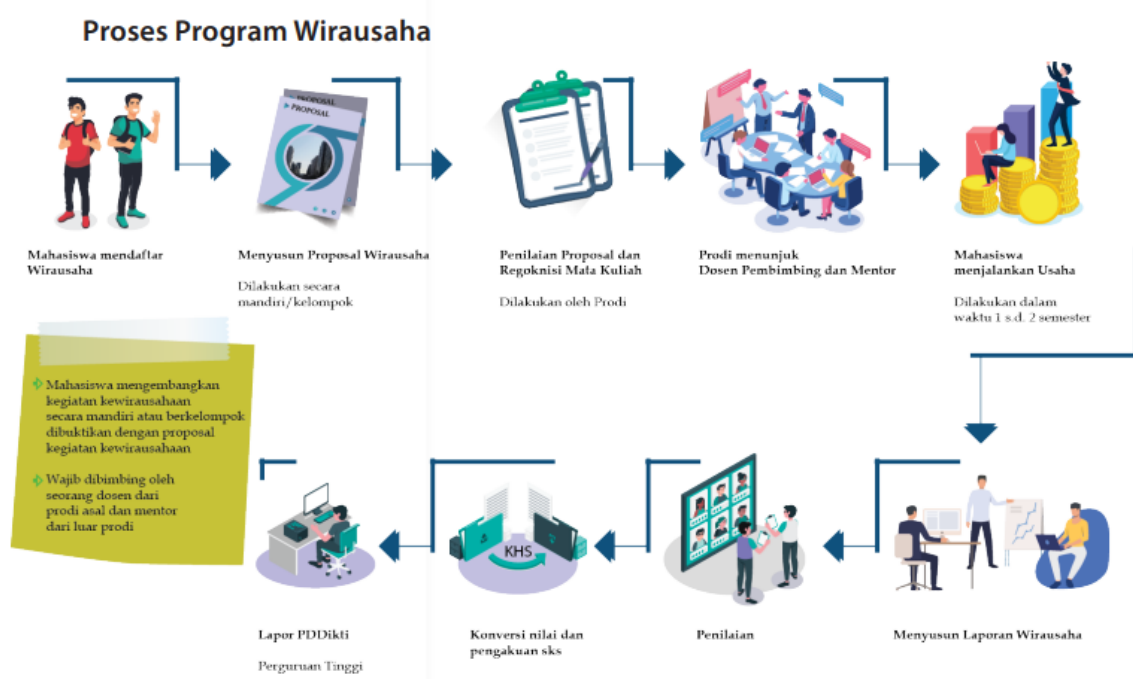 Proses Program Wirausaha
PROPOSAL
PROPOSAL
Mahasiswa mendaftar
Wirausaha
Menyusun Proposal Wirausaha
Dilakukan secara
mandiri/kelompok
Penilaian Proposal dan
Regoknisi Mata Kuliah
Dilakukan oleh Prodi
Prodi menunjuk
Dosen Pembimbing dan Mentor
Mahasiswa
menjalankan Usaha
Dilakukan dalam
waktu 1 s.d. 2 semester
Mahasiswa mengembangkan
kegiatan kewirausahaan
secara mandiri atau berkelompok
dibuktikan dengan proposal
kegiatan kewirausahaan
Wajib dibimbing oleh
seorang dosen dari
prodi asal dan mentor
dari luar prodi
Lapor PDDikti
Perguruan Tinggi
KHS
Konversi nilai dan
pengakuan sks
Penilaian
Menyusun Laporan Wirausaha